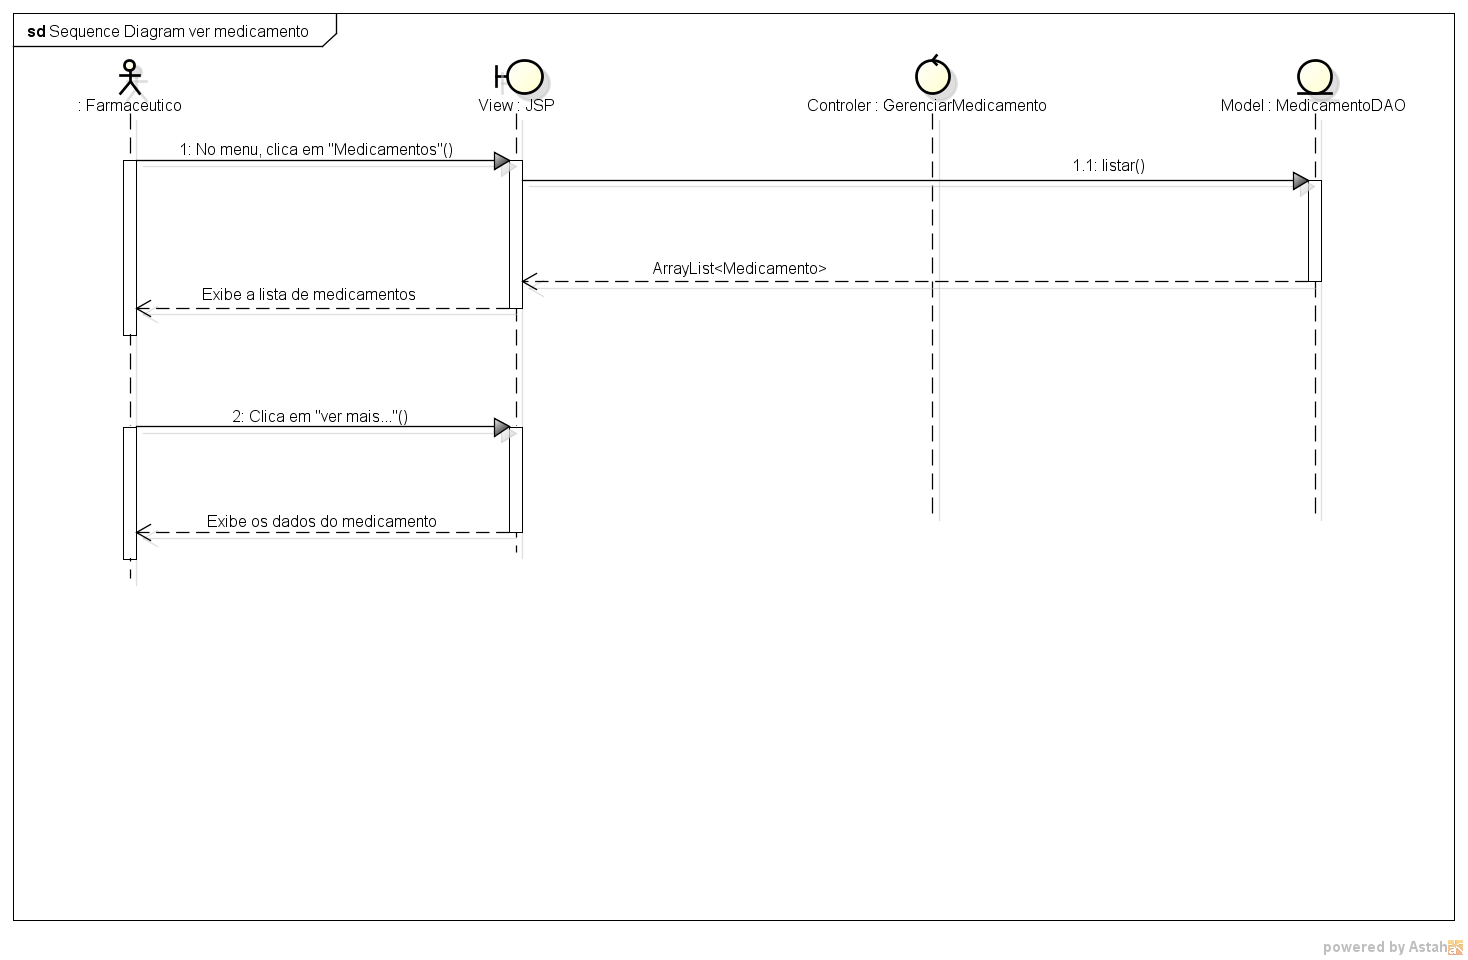 sd Sequence Diagram ver medicamento
: Farmaceutico
View : JSP
Controler : GerenciarMedicamento
Model : MedicamentoDAO
1: No menu, clica em "Medicamentos"()
1.1: listar()
ArrayList<Medicamento>
Exibe a lista de medicamentos
2: Clica em "ver mais..."()
Exibe os dados do medicamento
powered by Astah